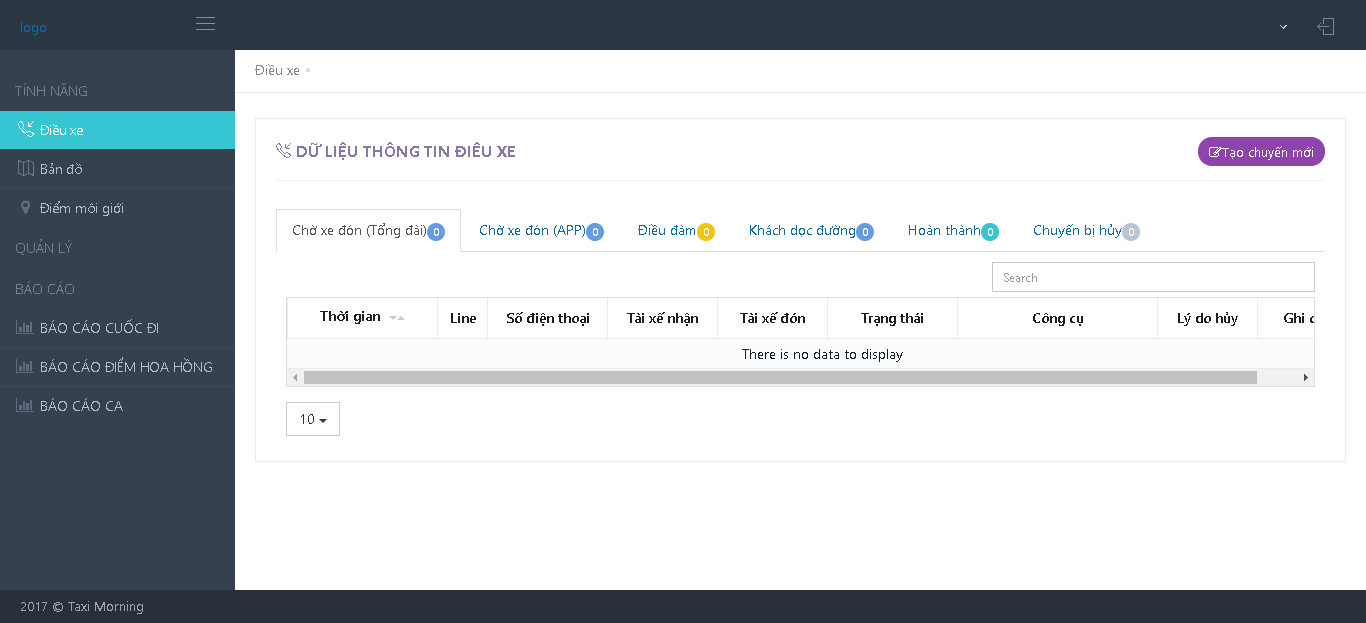 logo
Điều xe
TÍNH NĂNG
Điều xe
Bản đồ
Điểm môi giới
QUẢN LÝ
BÁO CÁO
BÁO CÁO CUỐC ĐI
BÁO CÁO ĐIỂM HOA HỒNG
BÁO CÁO CA
DỮ LIỆU THÔNG TIN ĐIỀU XE
Tạo chuyến mới
Chờ xe đón (Tổng đài) 0 Chờ xe đón (APP) 0 Điều đàm 0 Khách dọc đường 0 Hoàn thành 0 Chuyến bị hủy 0
Search
Thời gian Line Số điện thoại Tài xế nhận Tài xế đón Trạng thái Công cụ Lý do hủy Ghi c
There is no data to display
10
2017 © Taxi Morning